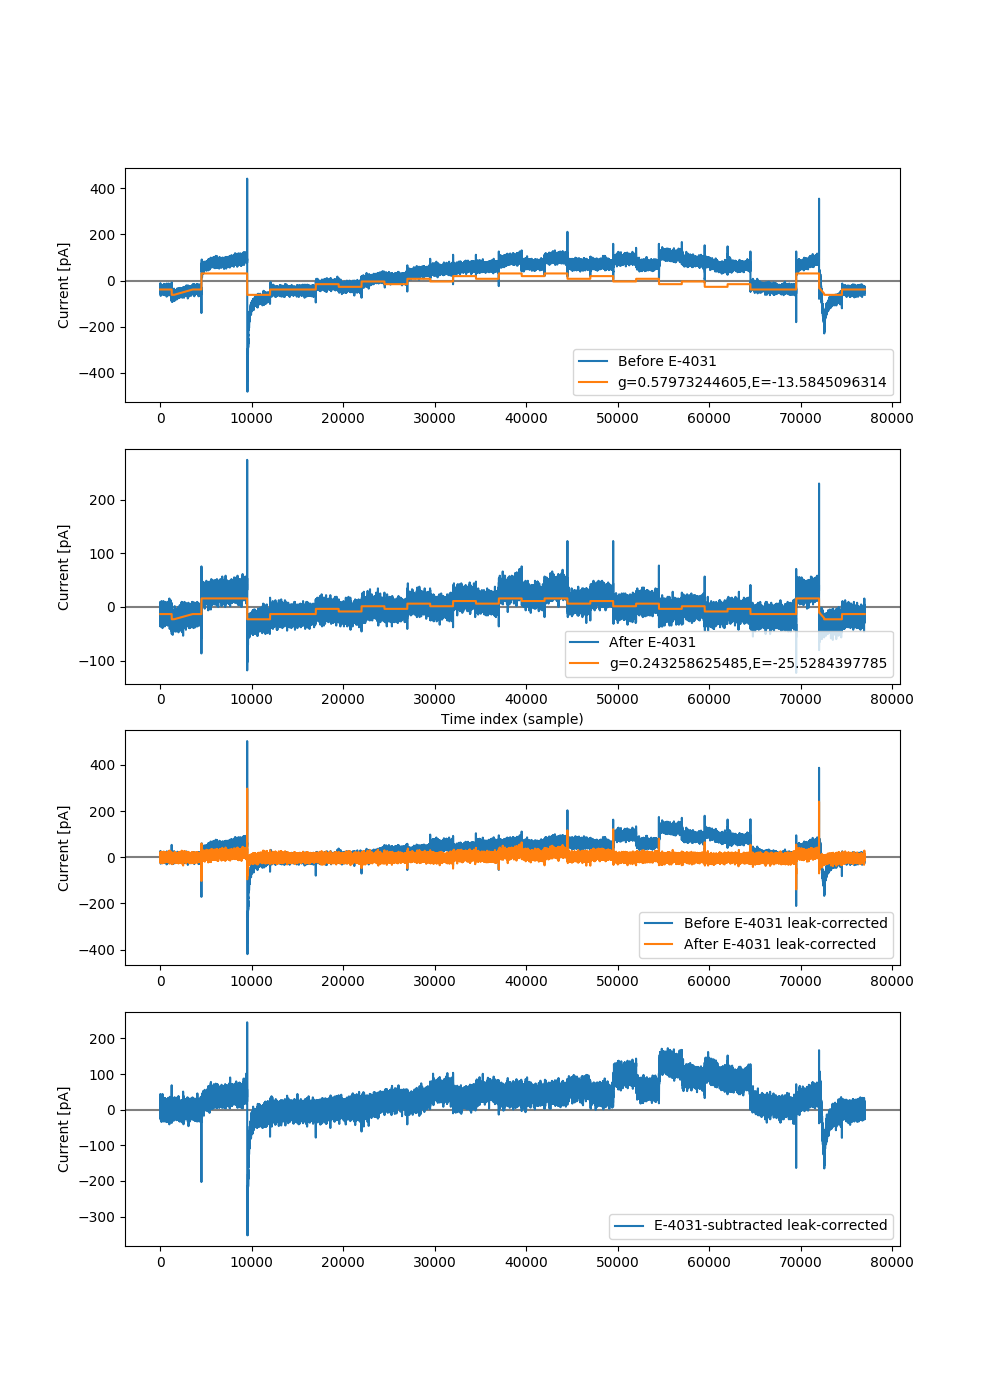 400
200
0
−200
−400
Current [pA]
Before E-4031
g=0.57973244605,E=-13.5845096314
0 10000 20000 30000 40000 50000 60000 70000 80000
200
100
0
−100
Current [pA]
After E-4031
g=0.243258625485,E=-25.5284397785
0 10000 20000 30000 40000 50000 60000 70000 80000
Time index (sample)
400
200
0
−200
−400
Current [pA]
Before E-4031 leak-corrected
After E-4031 leak-corrected
0 10000 20000 30000 40000 50000 60000 70000 80000
200
100
0
−100
−200
−300
Current [pA]
E-4031-subtracted leak-corrected
0 10000 20000 30000 40000 50000 60000 70000 80000